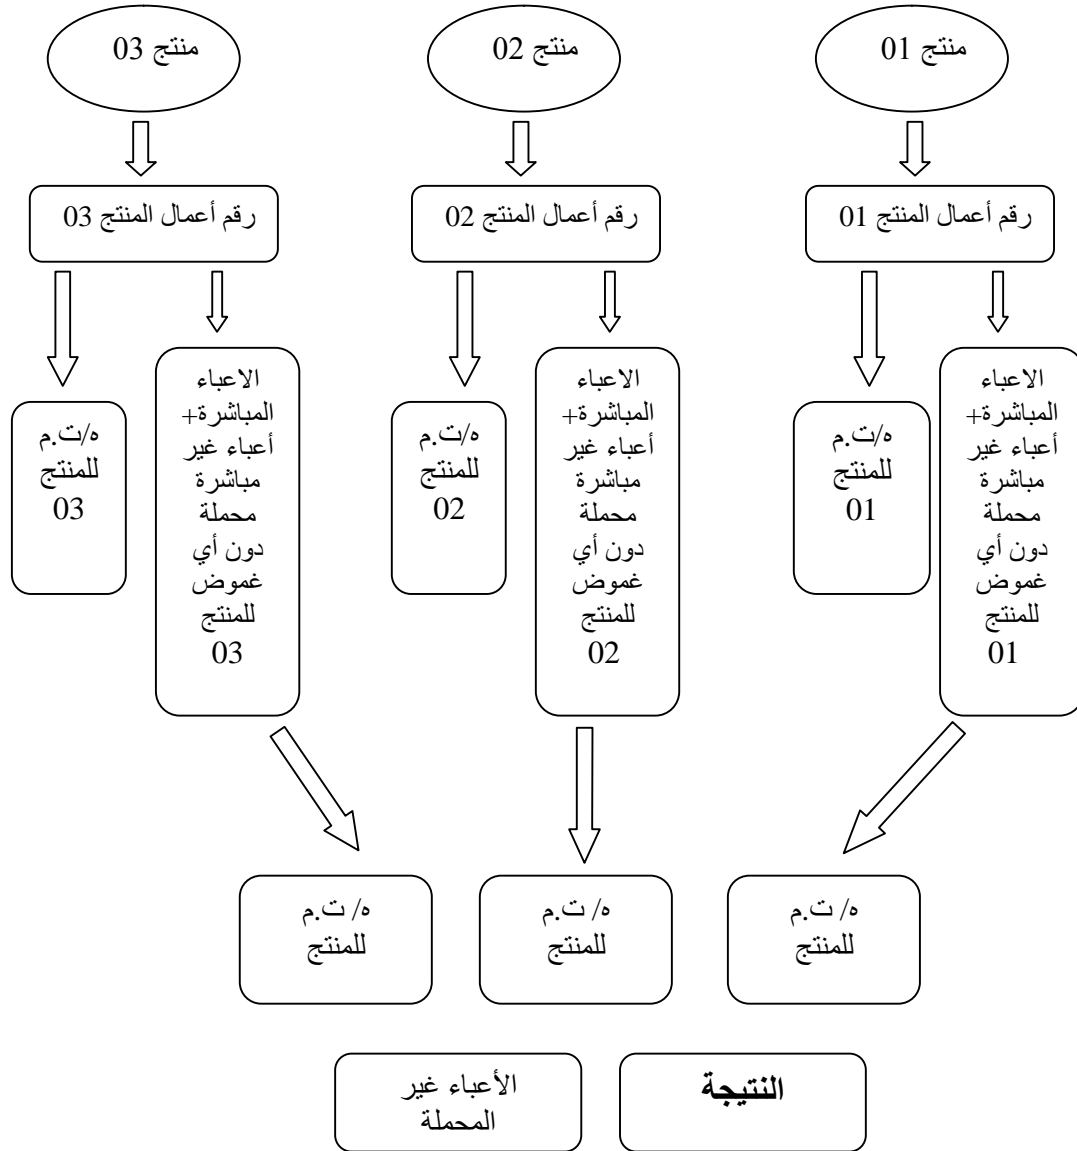 منتج 01
منتج 02
منتج 03
رقم أعمال المنتج 01
رقم أعمال المنتج 02
رقم أعمال المنتج 03
الاعباء
المباشرة+
أعباء غير
مباشرة
محملة
دون أي
غموض
للمنتج
01
ه/ت.م
للمنتج
01
الاعباء
المباشرة+
أعباء غير
مباشرة
محملة
دون أي
غموض
للمنتج
02
ه/ت.م
للمنتج
02
الاعباء
المباشرة+
أعباء غير
مباشرة
محملة
دون أي
غموض
للمنتج
03
ه/ت.م
للمنتج
03
ه/ ت.م
للمنتج
ه/ ت.م
للمنتج
ه/ ت.م
للمنتج
النتيجة
الأعباء غير
المحملة